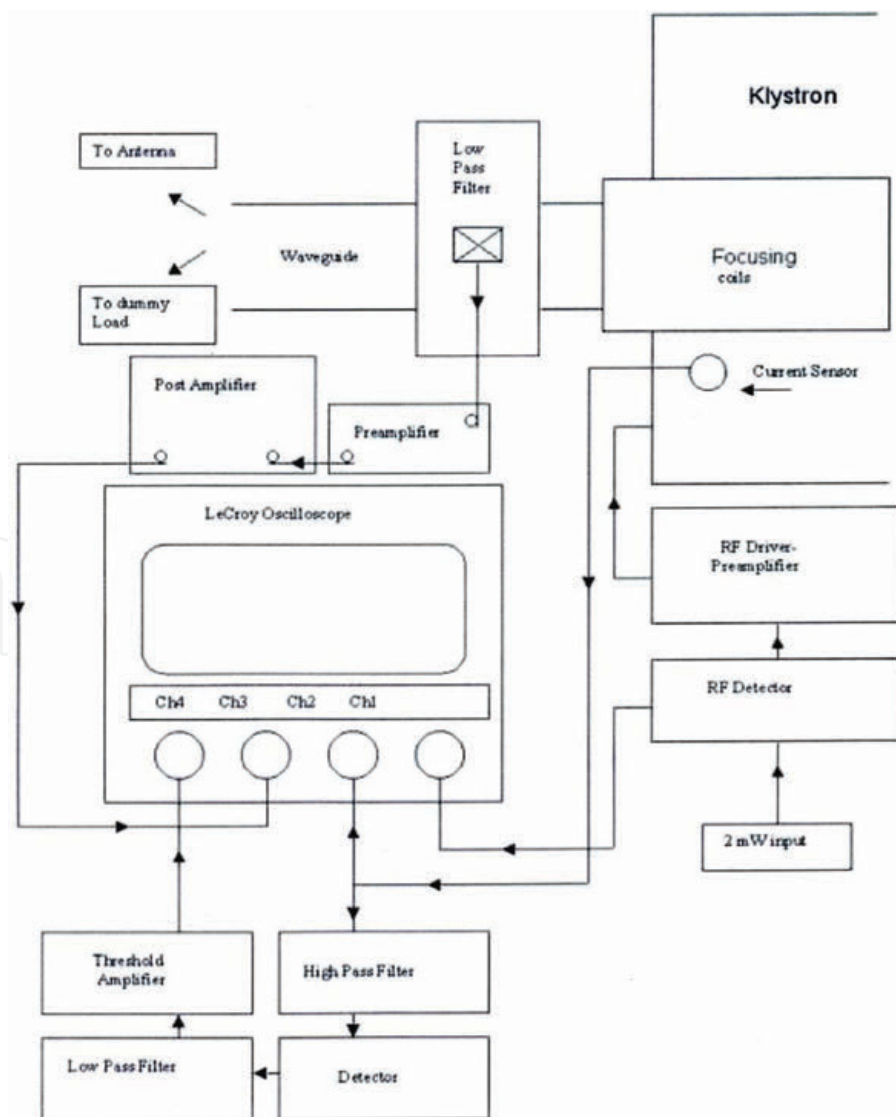 Klystron
To Antenna
Low
Pass
Filter
Waveguide
Focusing
coils
To dummy
Load
Post Amplifier
Current Sensor
Preamplifier
LeCroy Oscilloscope
RF Driver-
Preamplifier
Ch4 Ch3 Ch2 Ch1
RF Detector
2 mW input
Threshold
Amplifier
High Pass Filter
Low Pass Filter
Detector